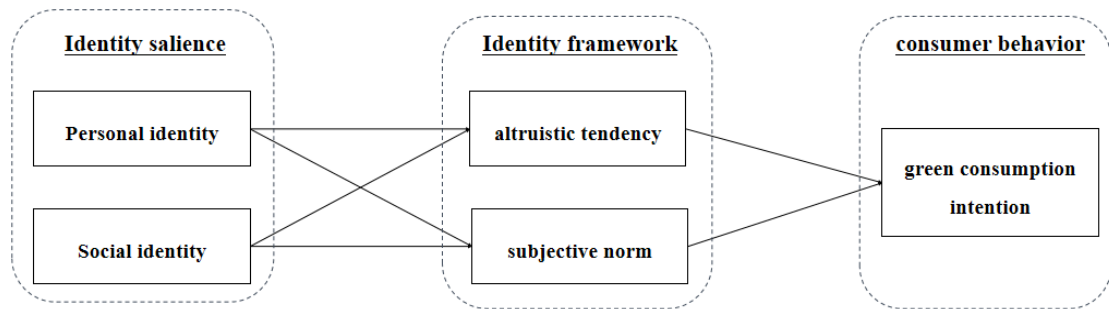 Identity salience
Identity framework
consumer behavior
Personal identity
altruistic tendency
green consumption
intention
Social identity
subjective norm